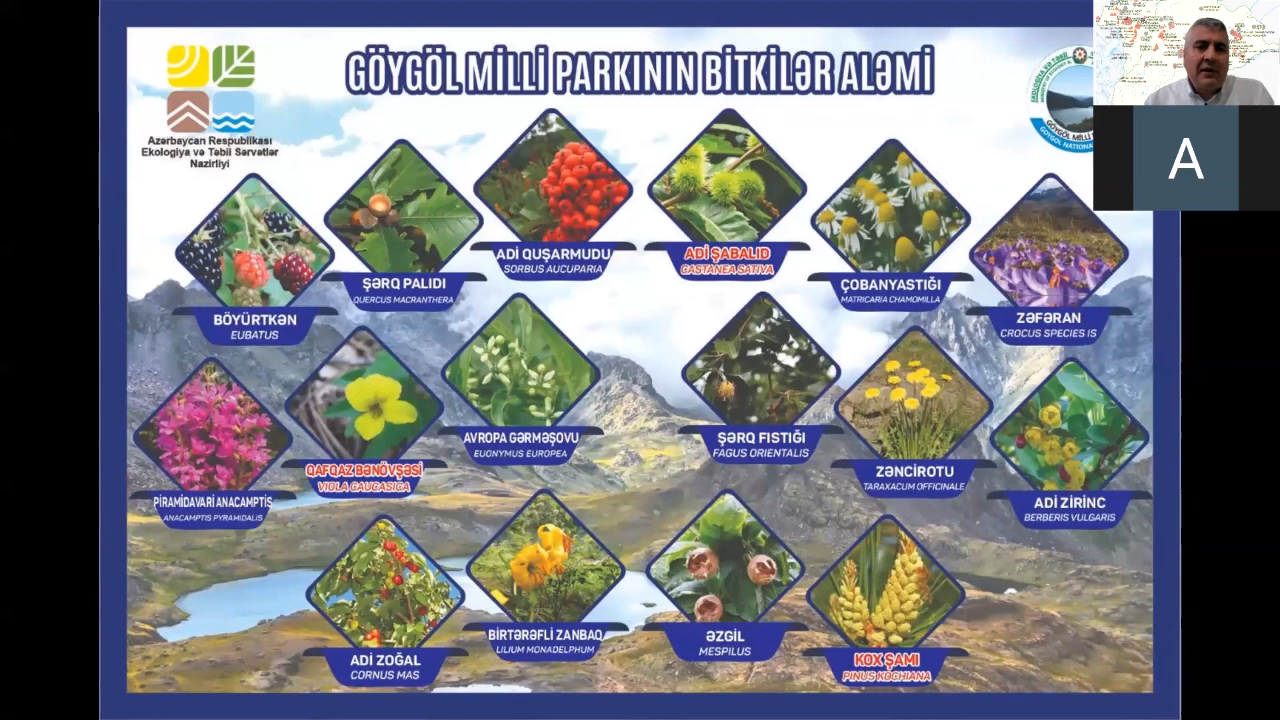 GÖYGÖL MİLLİ PARKININ BİTKİLƏR ALƏMİ
Azərbaycan Respublikası
Ekologiya və Təbii Sərvətlər
Nazirliyi
A
ADİ QUŞARMUDU
SORBUS AUCUPARIA
ADİ ŞABALID
CASTANEA SATIVA
ŞƏRQ PALIDI
QUERCUS MACRANTHERA
ÇOBANYASTIĞI
MATRICARIA CHAMOMILLA
BÖYÜRTKƏN
EUBATUS
ZƏFƏRAN
CROCUS SPECIES IS
AVROPA GƏRMƏŞOVU
EUONYMUS EUROPEA
ŞƏRQ FISTIĞI
FAGUS ORIENTALIS
QAFQAZ BƏNÖVŞƏSİ
VIOLA CAUCASICA
ZƏNCİROTU
TARAXACUM OFFICINALE
PİRAMİDAVARİ ANACAMPTİS
ANACAMPTIS PYRAMIDALIS
ADİ ZİRİNC
BERBERIS VULGARIS
ADİ ZOĞAL
CORNUS MAS
BİRTƏRƏFLİ ZANBAQ
LILIUM MONADELPHUM
ƏZGİL
MESPILUS
KOX ŞAMI
PINUS KOCHIANA